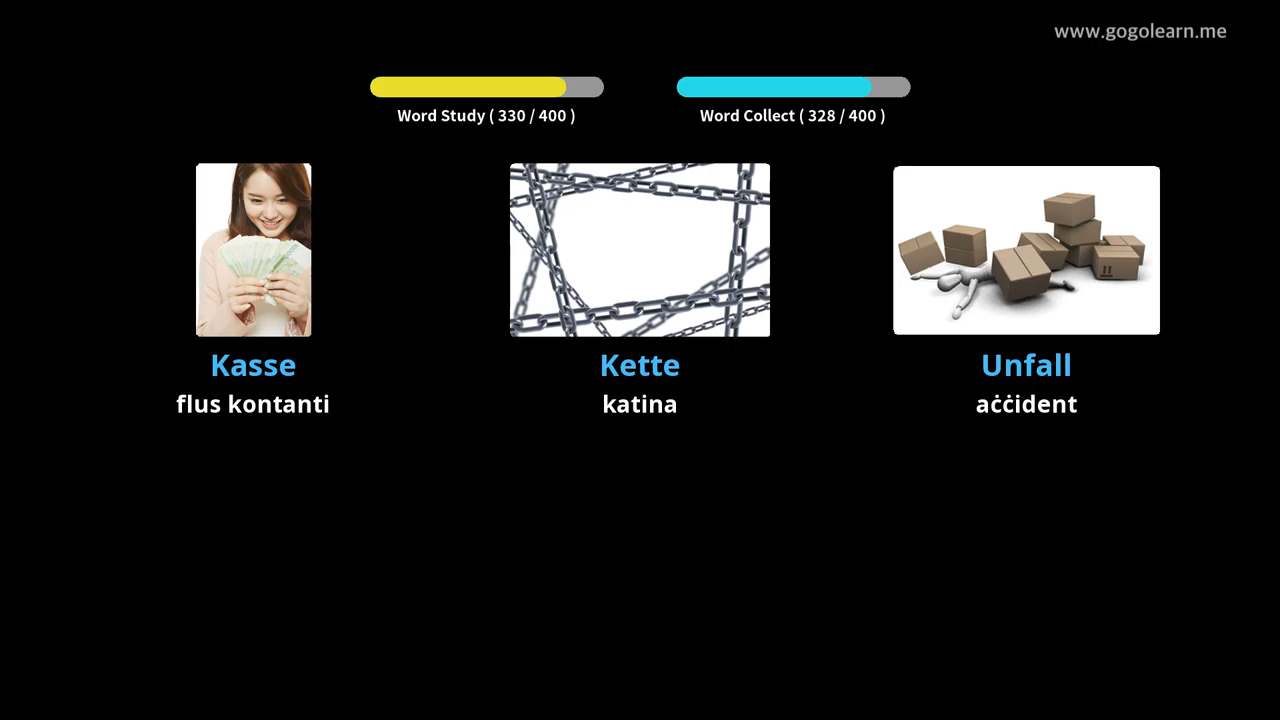 www.gogolearn.me
Word Study ( 330 / 400 )
Word Collect ( 328 / 400 )
Kasse
Kette
Unfall
flus kontanti
katina
aċċident